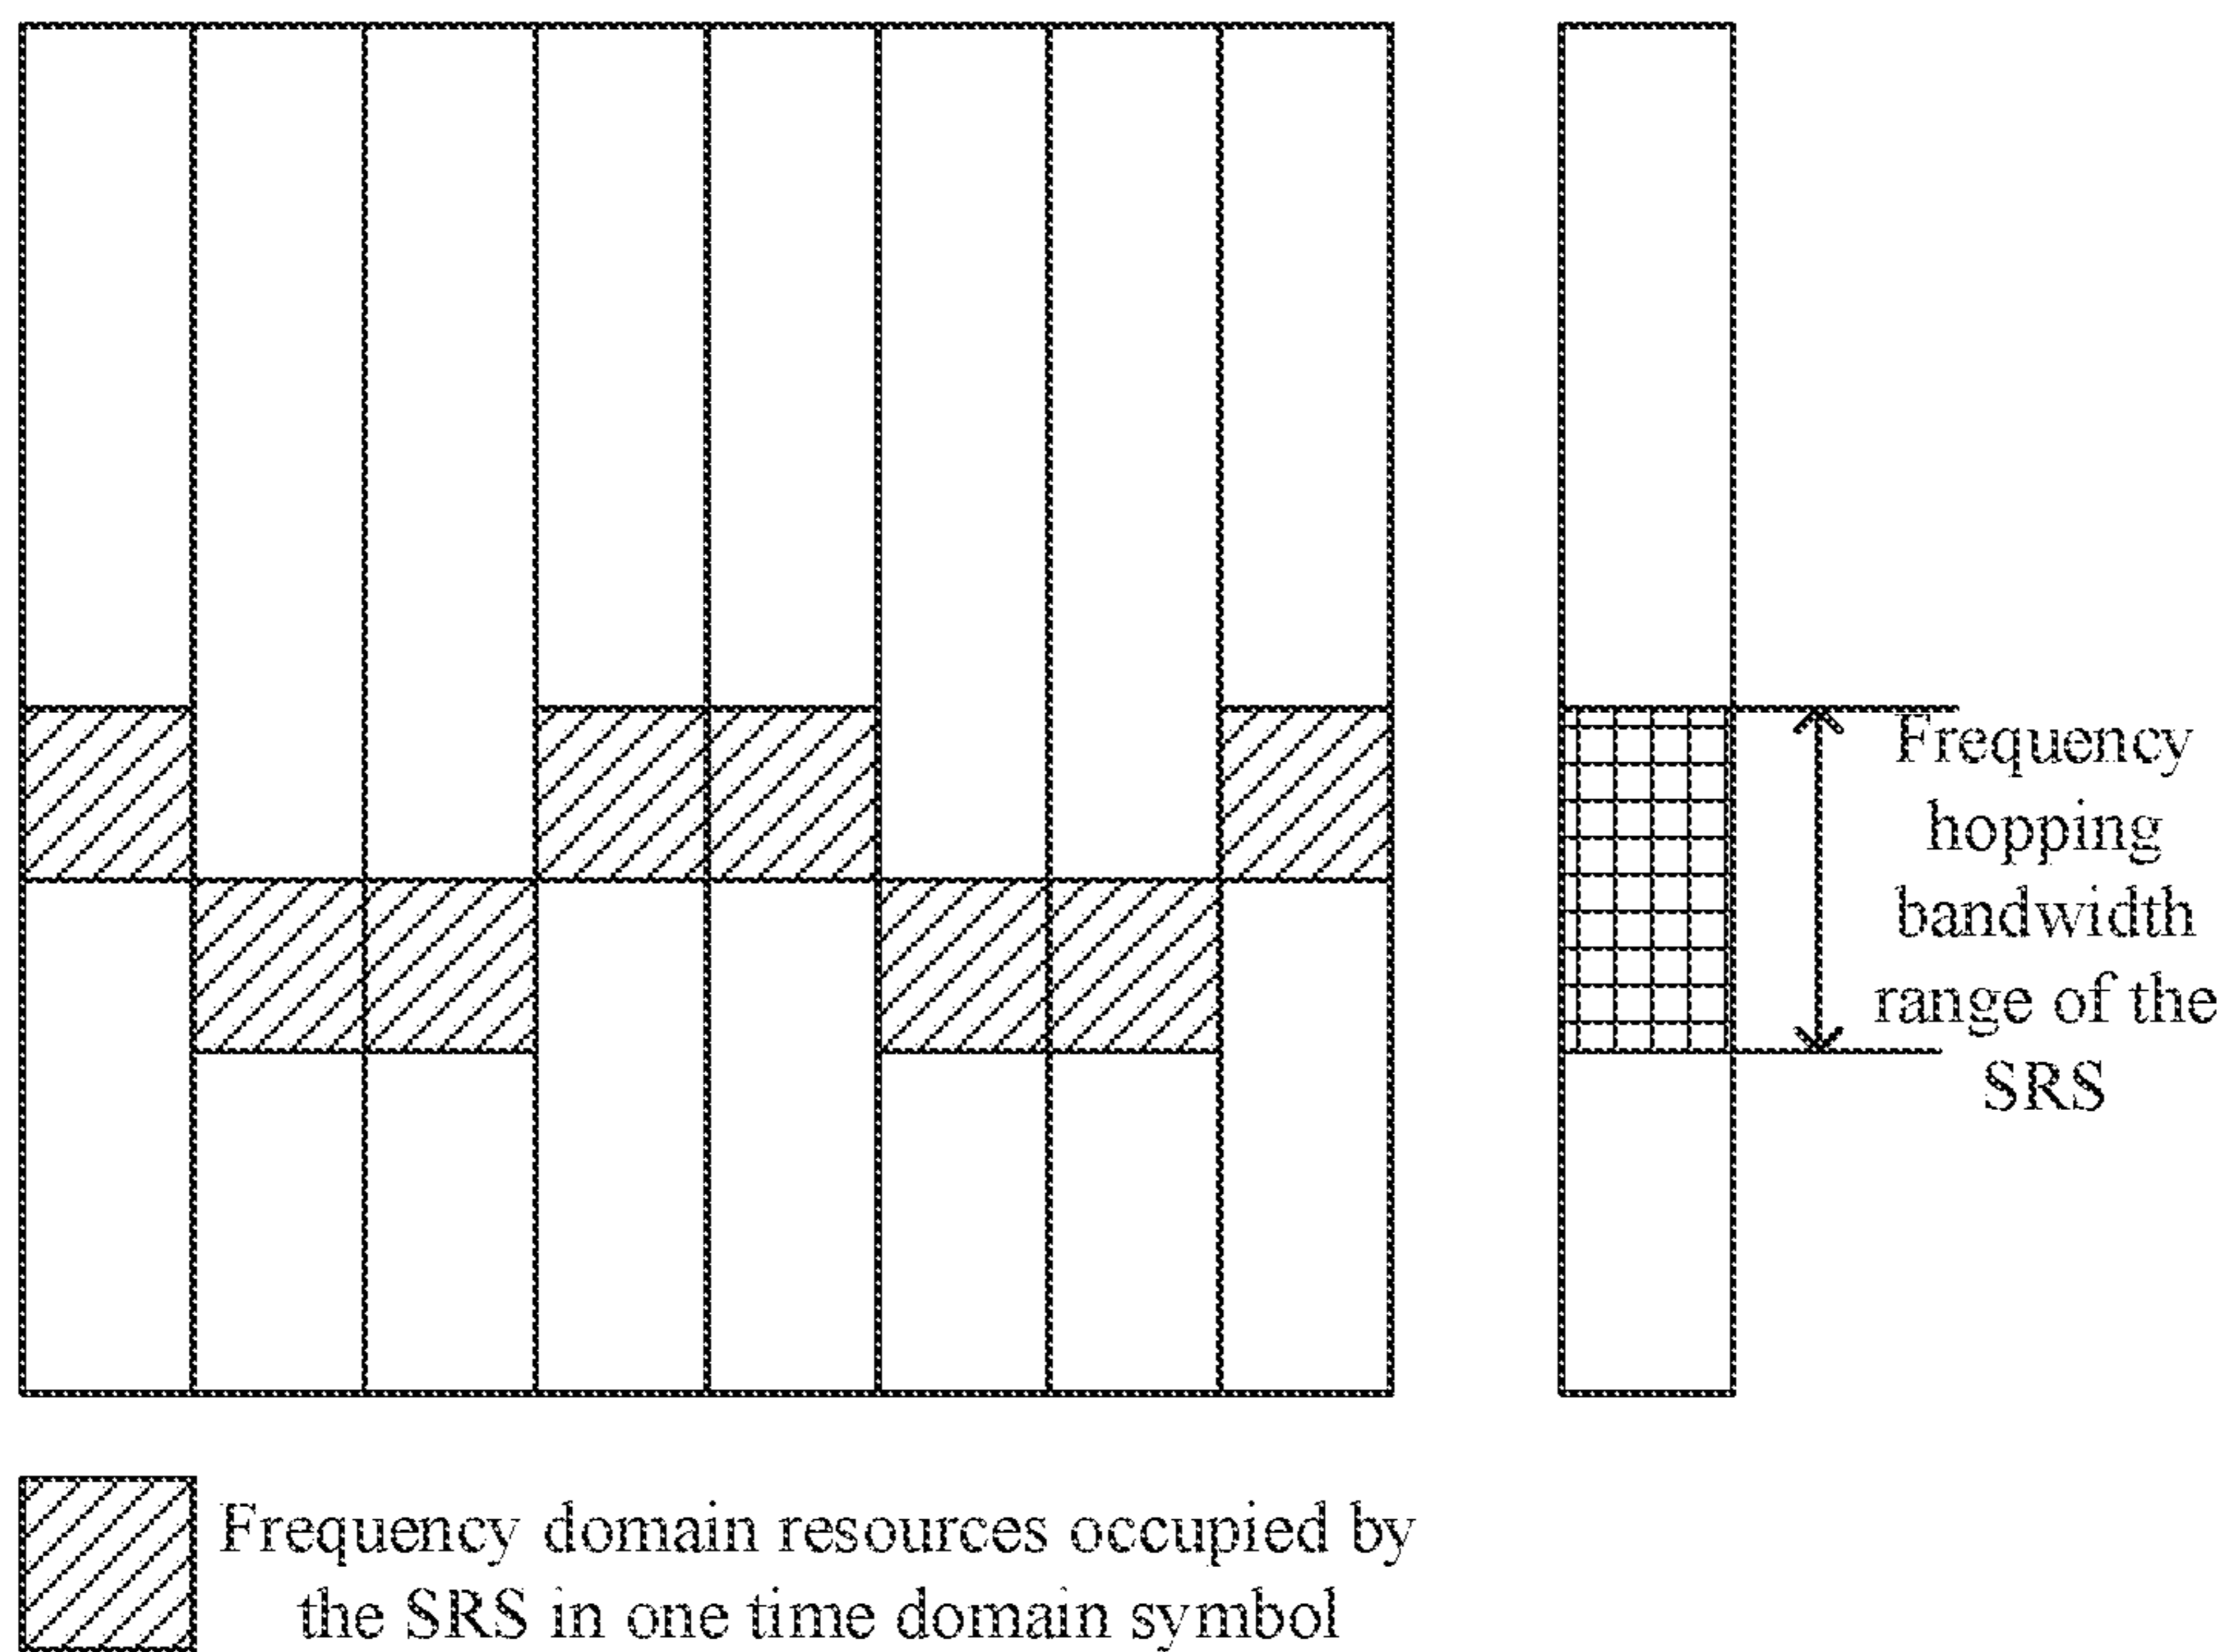 Frequency
hopping
bandwidth
range of the
SRS
Frequency domain resources occupied by
the SRS in one time domain symbol